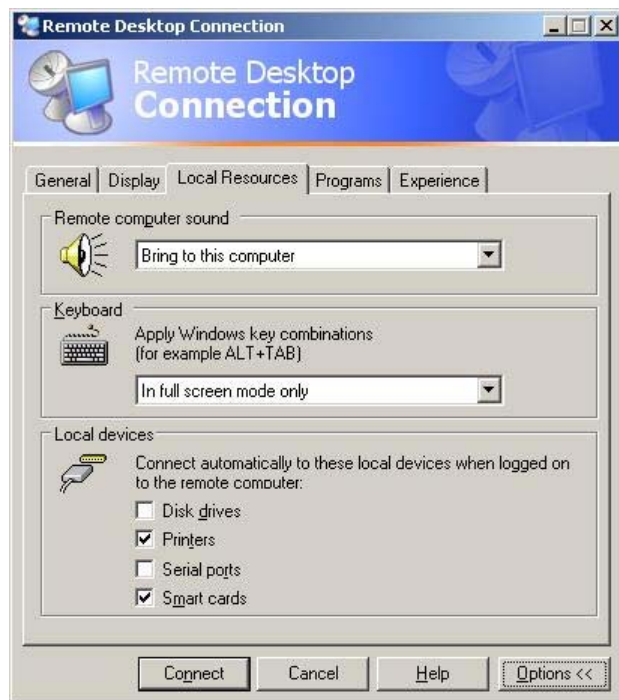 Remote Desktop Connection
Remote Desktop
Connection
General Display Local Resources Programs Experience
Remote computer sound
Bring to this computer
Keyboard
Apply Windows key combinations
(for example ALT+TAB)
In full screen mode only
Local devices
Connect automatically to these local devices when logged on
to the remote computer:
Disk drives
Printers
Serial ports
Smart cards
Connect Cancel Help Options <<